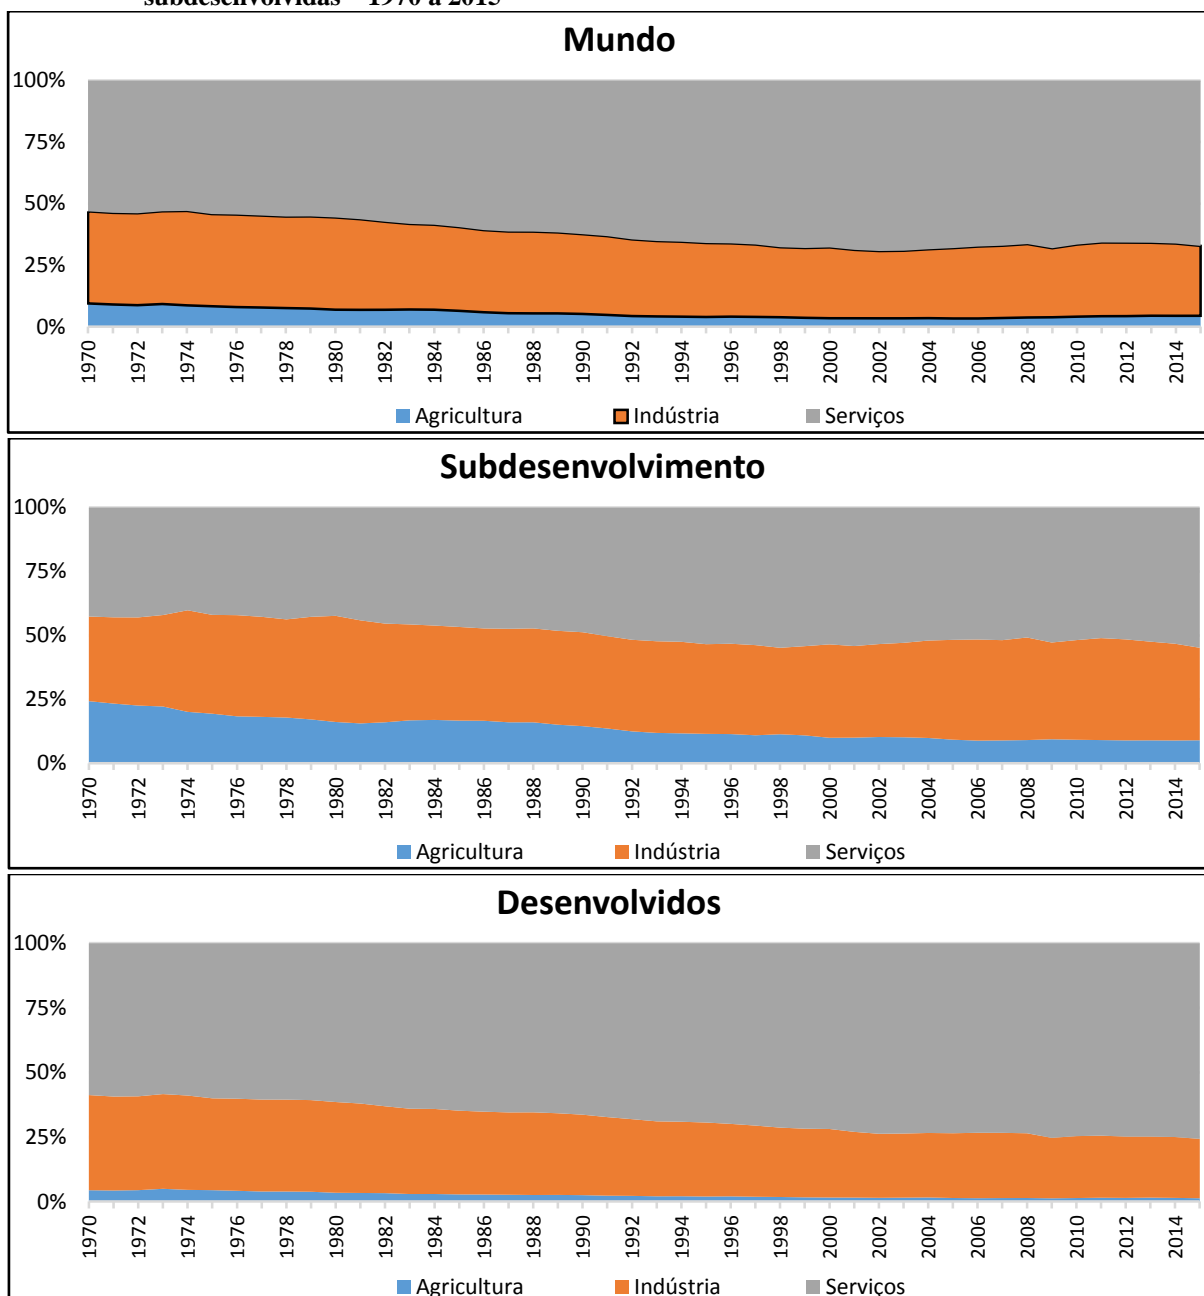 subdesenvolvidas – 1970 a 2015
Mundo
100%
75%
50%
25%
0%
1970 1972 1974 1976 1978 1980 1982 1984 1986 1988 1990 1992 1994 1996 1998 2000 2002 2004 2006 2008 2010 2012 2014
Agricultura Indústria Serviços
Subdesenvolvimento
100%
75%
50%
25%
0%
1970 1972 1974 1976 1978 1980 1982 1984 1986 1988 1990 1992 1994 1996 1998 2000 2002 2004 2006 2008 2010 2012 2014
Agricultura Indústria Serviços
Desenvolvidos
100%
75%
50%
25%
0%
1970 1972 1974 1976 1978 1980 1982 1984 1986 1988 1990 1992 1994 1996 1998 2000 2002 2004 2006 2008 2010 2012 2014
Agricultura Indústria Serviços